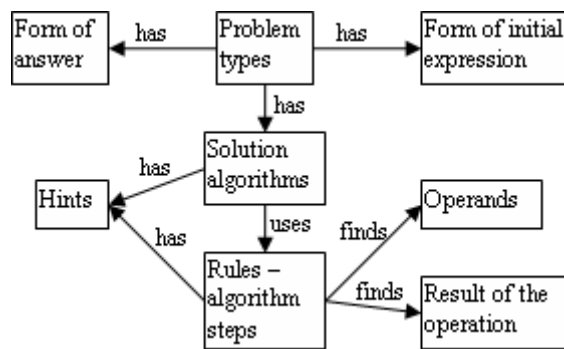 Form of
answer
has
Problem
types
has
Form of initial
expression
has
Solution
algorithms
has
Hints
has
uses
Operands
finds
Rules –
algorithm
steps
finds
Result of the
operation